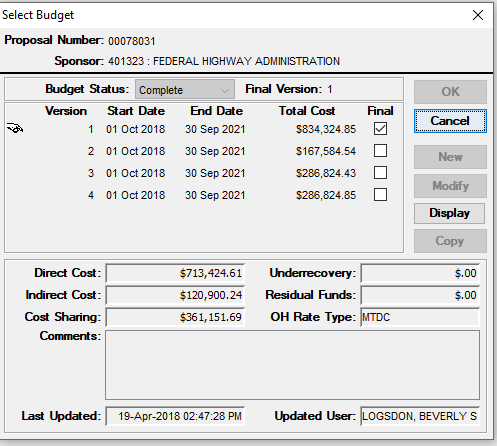 Select Budget
Proposal Number: 00078031
Sponsor: 401323 : FEDERAL HIGHWAY ADMINISTRATION
Budget Status: Complete Final Version: 1
Version Start Date End Date Total Cost Final
1 01 Oct 2018 30 Sep 2021 $834,324.85
2 01 Oct 2018 30 Sep 2021 $167,584.54
3 01 Oct 2018 30 Sep 2021 $286,824.43
4 01 Oct 2018 30 Sep 2021 $286,824.85
OK
Cancel
New
Modify
Display
Copy
Direct Cost: $713,424.61 Underrecovery: $.00
Indirect Cost: $120,900.24 Residual Funds: $.00
Cost Sharing: $361,151.69 OH Rate Type: MTDC
Comments:
Last Updated: 19-Apr-2018 02:47:28 PM Updated User: LOGSDON, BEVERLY S